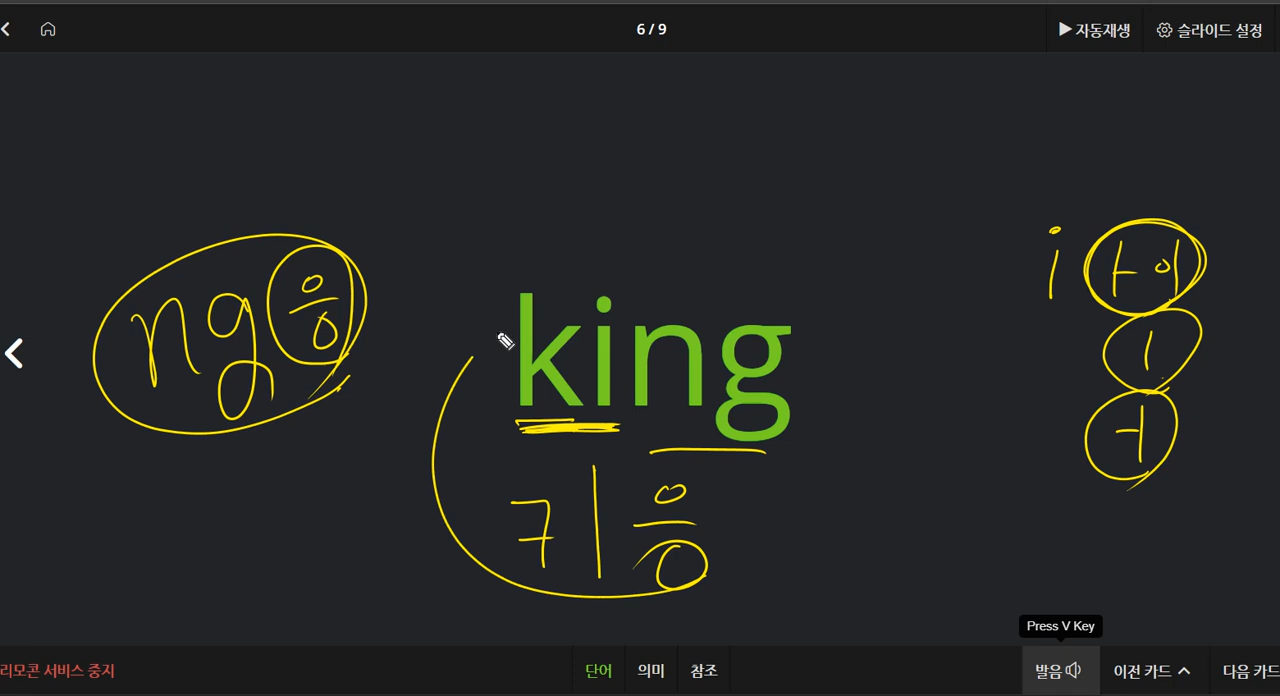 6 / 9
자동재생
슬라이드 설정
i ㅏ이
ㅣ
ㅓ
ng 응
king
키 응
Press V Key
리모콘 서비스 중지
단어
의미
참조
발음
이전 카드
다음 카드